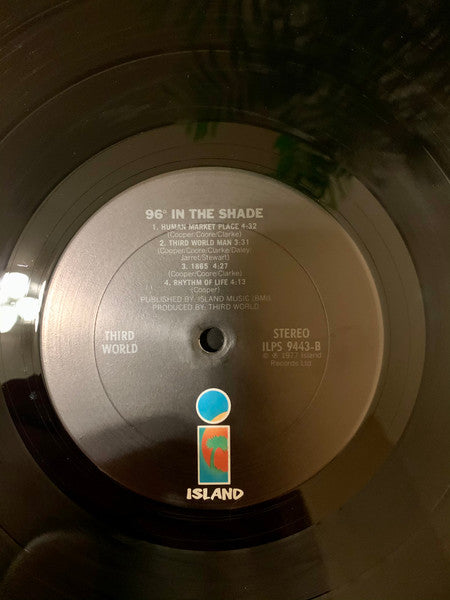 96° IN THE SHADE
1. HUMAN MARKET PLACE 4:32
(Cooper/Coore/Clarke)
2. THIRD WORLD MAN 3:31
(Cooper/Coore/Clarke/Daley
Jarret/Stewart)
3. 1865 4:27
(Cooper/Coore/Clarke)
4. RHYTHM OF LIFE 4:13
(Cooper)
PUBLISHED BY: ISLAND MUSIC (BMI)
PRODUCED BY: THIRD WORLD
THIRD
WORLD
STEREO
ILPS 9443-B
© ℗ 1977 Island
Records Ltd
i
ISLAND